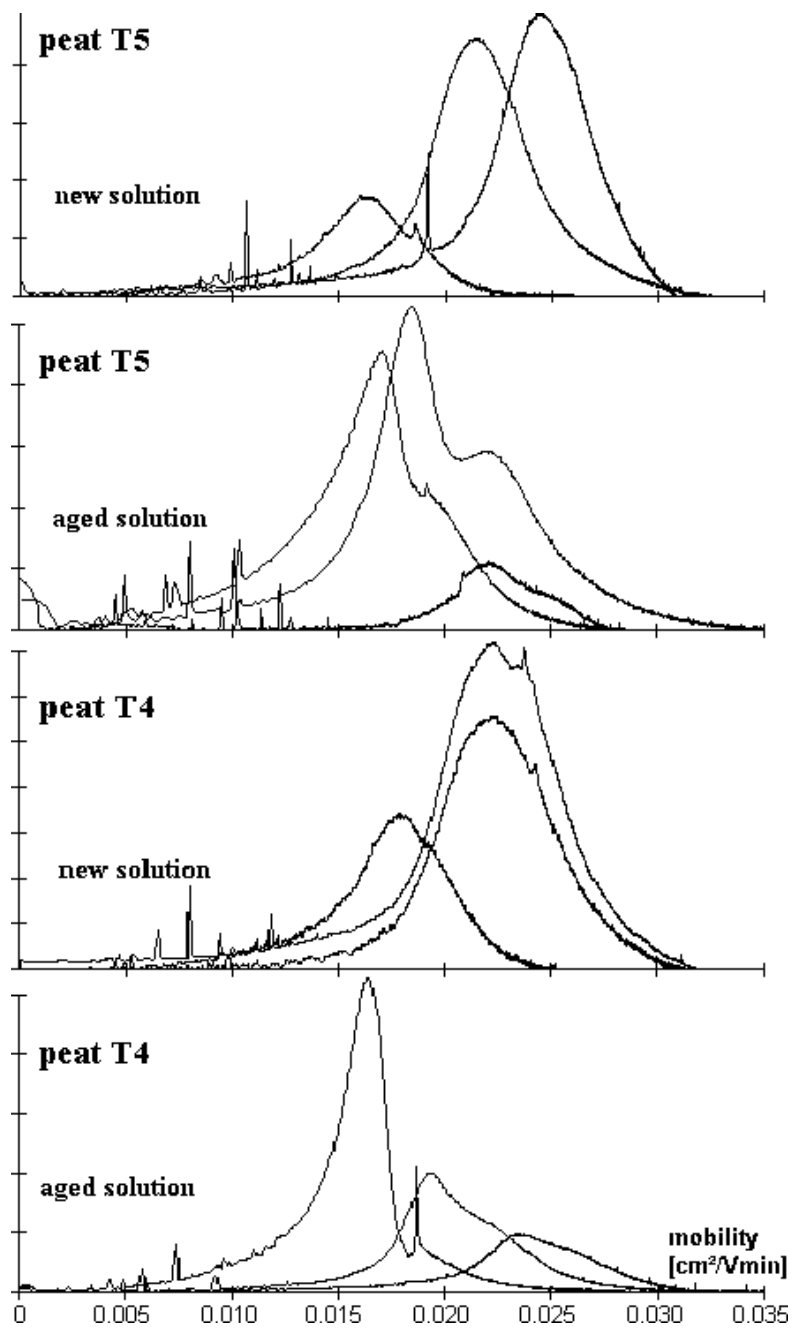 peat T5
new solution
peat T5
aged solution
peat T4
new solution
peat T4
aged solution
mobility
[cm²/Vmin]
0 0.005 0.010 0.015 0.020 0.025 0.030 0.035